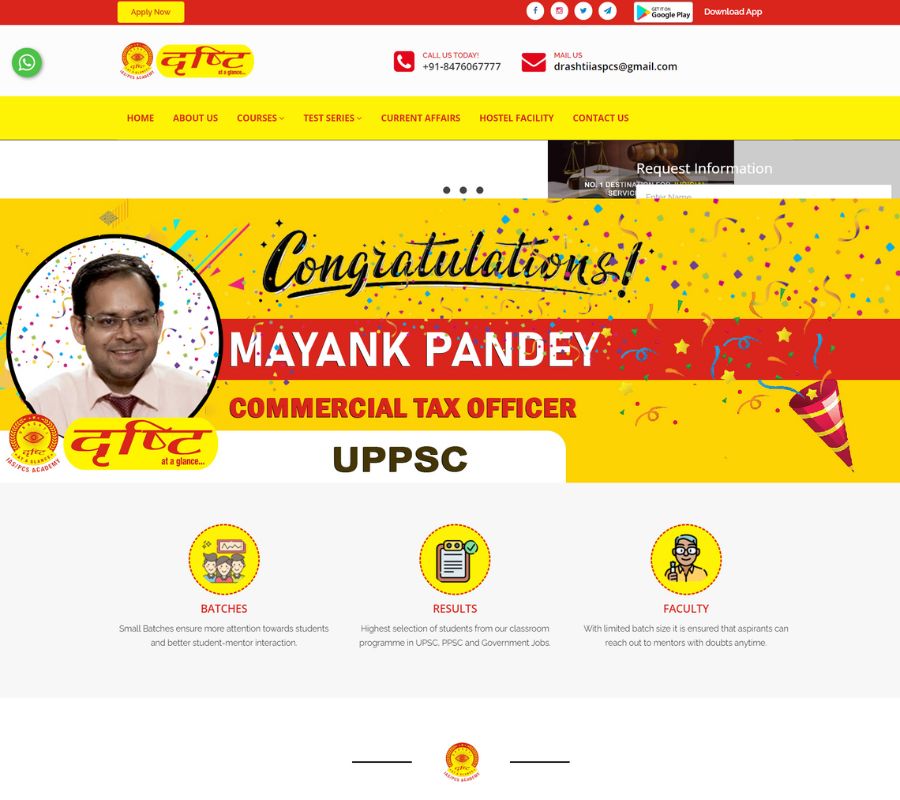 Apply Now
GET IT ON
Google Play
Download App
दृष्टि
at a glance...
IAS/PCS ACADEMY
CALL US TODAY!
+91-8476067777
MAIL US
drashtiiaspcs@gmail.com
HOME ABOUT US COURSES TEST SERIES CURRENT AFFAIRS HOSTEL FACILITY CONTACT US
Request Information
NO. 1 DESTINATION FOR JUDICIAL
SERVICE
Enter Name
Congratulations!
MAYANK PANDEY
COMMERCIAL TAX OFFICER
UPPSC
दृष्टि
at a glance...
IAS/PCS ACADEMY
BATCHES
Small Batches ensure more attention towards students
and better student-mentor interaction.
RESULTS
Highest selection of students from our classroom
programme in UPSC, PPSC and Government Jobs.
FACULTY
With limited batch size it is ensured that aspirants can
reach out to mentors with doubts anytime.
IAS/PCS ACADEMY